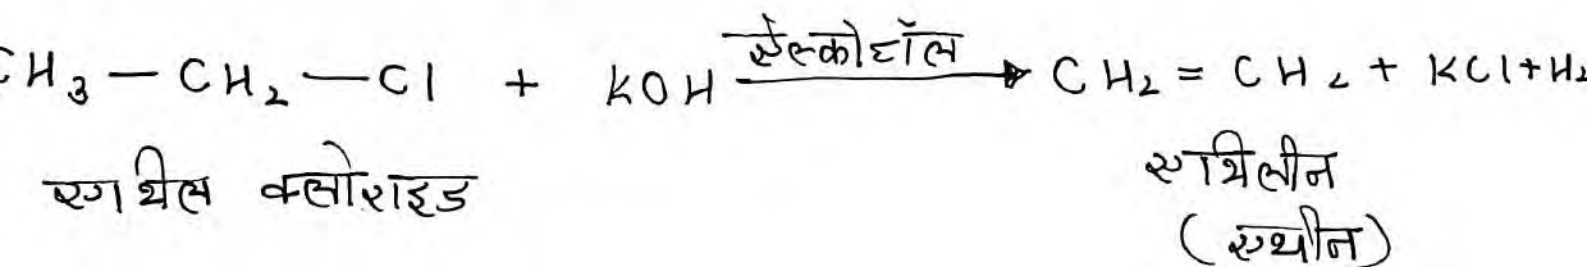 ऐल्कोहॉल
CH₃ — CH₂ — Cl + KOH → CH₂ = CH₂ + KCl + H₂
एथिल क्लोराइड एथिलीन
(एथीन)